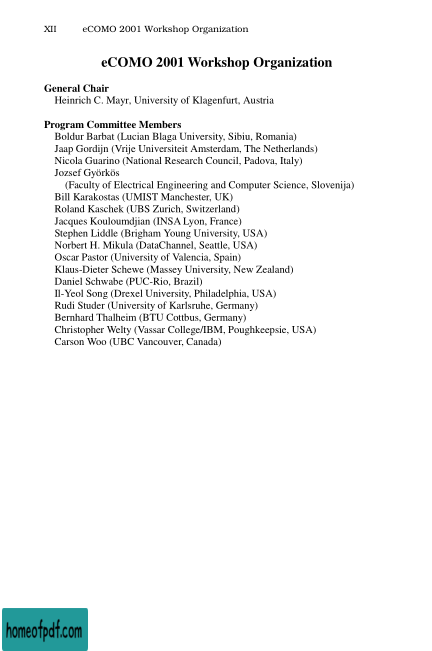 XII eCOMO 2001 Workshop Organization
eCOMO 2001 Workshop Organization
General Chair
Heinrich C. Mayr, University of Klagenfurt, Austria
Program Committee Members
Boldur Barbat (Lucian Blaga University, Sibiu, Romania)
Jaap Gordijn (Vrije Universiteit Amsterdam, The Netherlands)
Nicola Guarino (National Research Council, Padova, Italy)
Jozsef Györkös
(Faculty of Electrical Engineering and Computer Science, Slovenija)
Bill Karakostas (UMIST Manchester, UK)
Roland Kaschek (UBS Zurich, Switzerland)
Jacques Kouloumdjian (INSA Lyon, France)
Stephen Liddle (Brigham Young University, USA)
Norbert H. Mikula (DataChannel, Seattle, USA)
Oscar Pastor (University of Valencia, Spain)
Klaus-Dieter Schewe (Massey University, New Zealand)
Daniel Schwabe (PUC-Rio, Brazil)
Il-Yeol Song (Drexel University, Philadelphia, USA)
Rudi Studer (University of Karlsruhe, Germany)
Bernhard Thalheim (BTU Cottbus, Germany)
Christopher Welty (Vassar College/IBM, Poughkeepsie, USA)
Carson Woo (UBC Vancouver, Canada)
homeofpdf.com